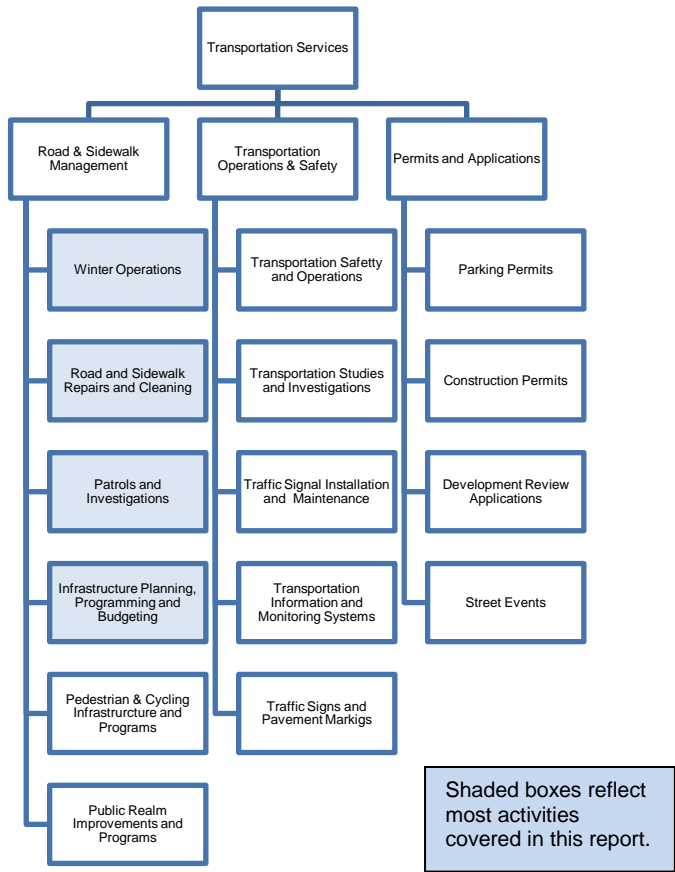 Transportation Services
Road & Sidewalk
Management
Transportation
Operations & Safety
Permits and Applications
Winter Operations
Road and Sidewalk
Repairs and Cleaning
Patrols and
Investigations
Infrastructure Planning,
Programming and
Budgeting
Pedestrian & Cycling
Infrastrurcture and
Programs
Public Realm
Improvements and
Programs
Transportation Safetty
and Operations
Transportation Studies
and Investigations
Traffic Signal Installation
and Maintenance
Transportation
Information and
Monitoring Systems
Traffic Signs and
Pavement Markigs
Parking Permits
Construction Permits
Development Review
Applications
Street Events
Shaded boxes reflect
most activities
covered in this report.